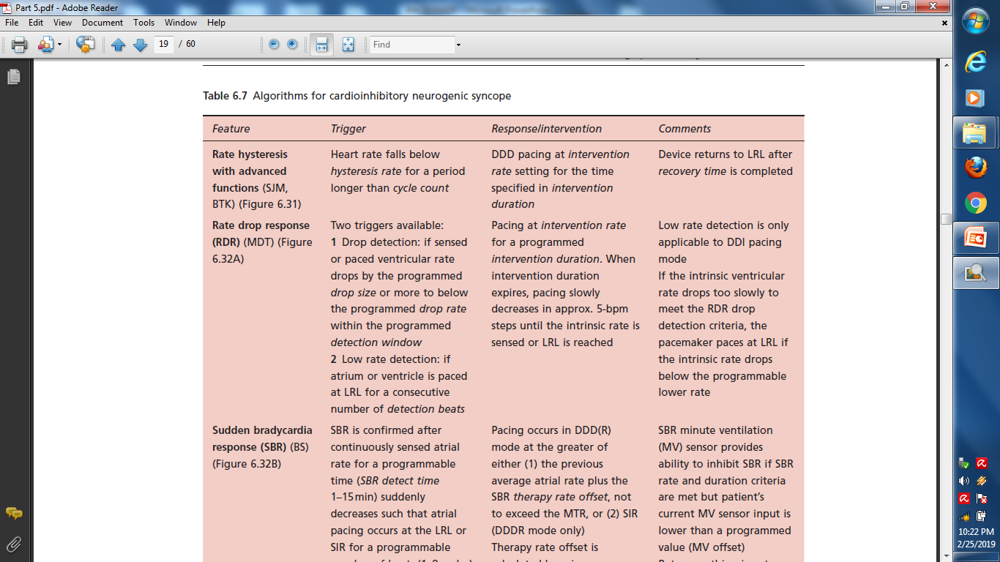 Part 5.pdf - Adobe Reader
File Edit View Document Tools Window Help
19 / 60
Find
Table 6.7 Algorithms for cardioinhibitory neurogenic syncope
Feature
Trigger
Response/intervention
Comments
Rate hysteresis
with advanced
functions (SJM,
BTK) (Figure 6.31)
Heart rate falls below
hysteresis rate for a period
longer than cycle count
DDD pacing at intervention
rate setting for the time
specified in intervention
duration
Device returns to LRL after
recovery time is completed
Rate drop response
(RDR) (MDT) (Figure
6.32A)
Two triggers available:
1 Drop detection: if sensed
or paced ventricular rate
drops by the programmed
drop size or more to below
the programmed drop rate
within the programmed
detection window
2 Low rate detection: if
atrium or ventricle is paced
at LRL for a consecutive
number of detection beats
Pacing at intervention rate
for a programmed
intervention duration. When
intervention duration
expires, pacing slowly
decreases in approx. 5-bpm
steps until the intrinsic rate is
sensed or LRL is reached
Low rate detection is only
applicable to DDI pacing
mode
If the intrinsic ventricular
rate drops too slowly to
meet the RDR drop
detection criteria, the
pacemaker paces at LRL if
the intrinsic rate drops
below the programmable
lower rate
Sudden bradycardia
response (SBR) (BS)
(Figure 6.32B)
SBR is confirmed after
continuously sensed atrial
rate for a programmable
time (SBR detect time
1–15 min) suddenly
decreases such that atrial
pacing occurs at the LRL or
SIR for a programmable
Pacing occurs in DDD(R)
mode at the greater of
either (1) the previous
average atrial rate plus the
SBR therapy rate offset, not
to exceed the MTR, or (2) SIR
(DDDR mode only)
Therapy rate offset is
SBR minute ventilation
(MV) sensor provides
ability to inhibit SBR if SBR
rate and duration criteria
are met but patient's
current MV sensor input is
lower than a programmed
value (MV offset)
10:22 PM
2/25/2019